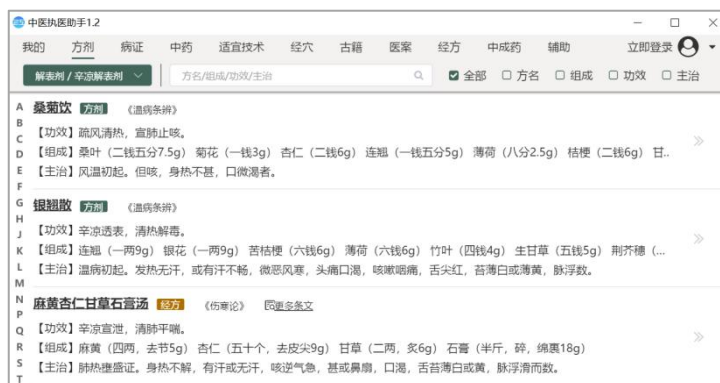 中医执医助手1.2
我的 方剂 病证 中药 适宜技术 经穴 古籍 医案 经方 中成药 辅助 立即登录
解表剂 / 辛凉解表剂 方名/组成/功效/主治 全部 方名 组成 功效 主治
A
B
C
D
E
F
G
H
J
K
L
M
N
P
Q
R
S
T
桑菊饮 方剂 《温病条辨》
【功效】疏风清热，宣肺止咳。
【组成】桑叶（二钱五分7.5g） 菊花（一钱3g） 杏仁（二钱6g） 连翘（一钱五分5g） 薄荷（八分2.5g） 桔梗（二钱6g） 甘..
【主治】风温初起。但咳，身热不甚，口微渴者。
银翘散 方剂 《温病条辨》
【功效】辛凉透表，清热解毒。
【组成】连翘（一两9g） 银花（一两9g） 苦桔梗（六钱6g） 薄荷（六钱6g） 竹叶（四钱4g） 生甘草（五钱5g） 荆芥穗（...
【主治】温病初起。发热无汗，或有汗不畅，微恶风寒，头痛口渴，咳嗽咽痛，舌尖红，苔薄白或薄黄，脉浮数。
麻黄杏仁甘草石膏汤 经方 《伤寒论》 更多条文
【功效】辛凉宣泄，清肺平喘。
【组成】麻黄（四两，去节5g） 杏仁（五十个，去皮尖9g） 甘草（二两，炙6g） 石膏（半斤，碎，绵裹18g）
【主治】肺热壅盛证。身热不解，有汗或无汗，咳逆气急，甚或鼻扇，口渴，舌苔薄白或黄，脉浮滑而数。